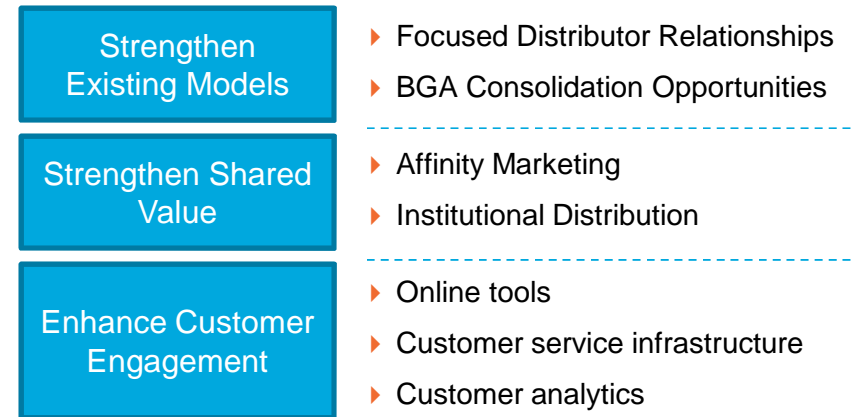 Strengthen
Existing Models
Focused Distributor Relationships
BGA Consolidation Opportunities
Strengthen Shared
Value
Affinity Marketing
Institutional Distribution
Enhance Customer
Engagement
Online tools
Customer service infrastructure
Customer analytics